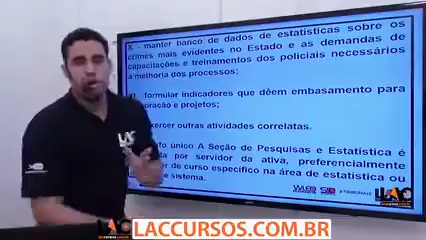 X - manter banco de dados de estatísticas sobre os
crimes mais evidentes no Estado e as demandas de
capacitações e treinamentos dos policiais necessários
à melhoria dos processos;
formular indicadores que dêem embasamento para
e projetos;
exercer outras atividades correlatas.
único A Seção de Pesquisas e Estatística é
por servidor da ativa, preferencialmente
de curso específico na área de estatística ou
sistema.
LACCURSOS.COM.BR